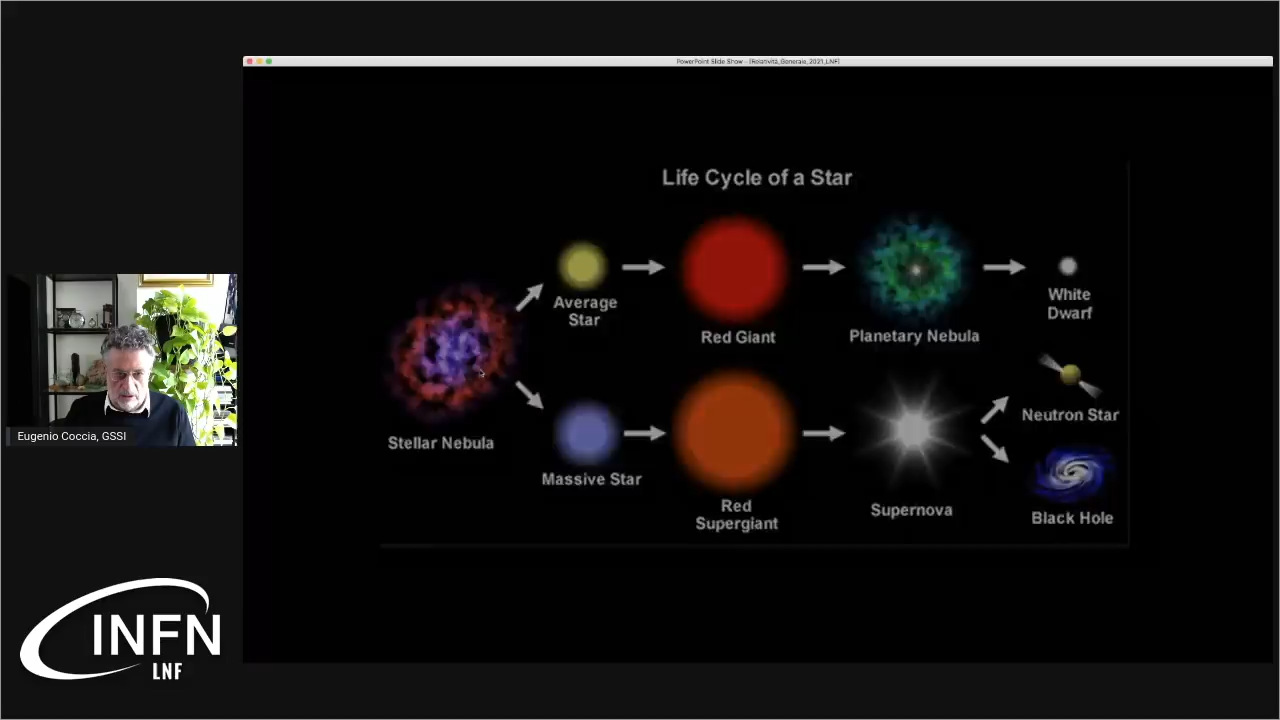 PowerPoint Slide Show - [Relatività_Generale_2021_LNF]
Life Cycle of a Star
Average
Star
Red Giant
Planetary Nebula
White
Dwarf
Stellar Nebula
Massive Star
Red
Supergiant
Supernova
Neutron Star
Black Hole
Eugenio Coccia, GSSI
INFN
LNF